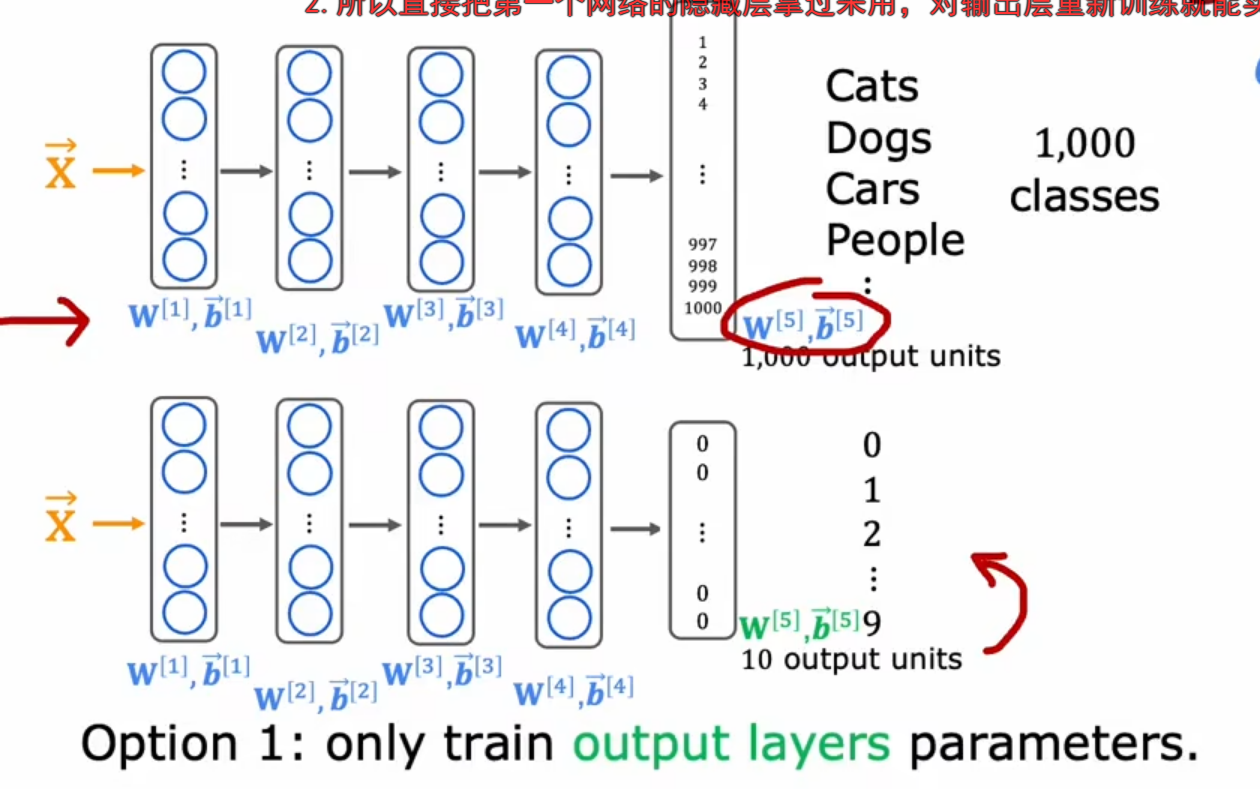 2. 所以直接把第一个网络的隐藏层拿过来用，对输出层重新训练就能实
1
2
3
4
⋮
997
998
999
1000
Cats
Dogs
Cars
People
⋮
1,000
classes
x⃗
⋮ ⋮ ⋮ ⋮
W[1], b⃗[1]
W[2], b⃗[2]
W[3], b⃗[3]
W[4], b⃗[4]
W[5], b⃗[5]
1,000 output units
x⃗
⋮ ⋮ ⋮ ⋮
0
0
⋮
0
0
0
1
2
⋮
9
W[1], b⃗[1]
W[2], b⃗[2]
W[3], b⃗[3]
W[4], b⃗[4]
W[5], b⃗[5]
10 output units
Option 1: only train output layers parameters.